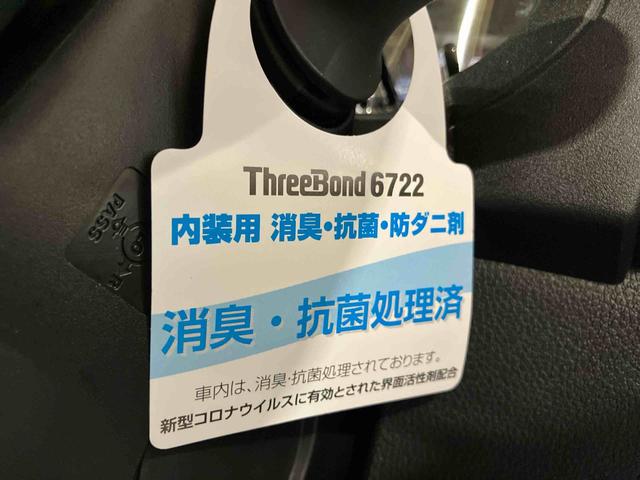 ThreeBond 6722
内装用 消臭・抗菌・防ダニ剤
消臭・抗菌処理済
車内は、消臭・抗菌処理されております。
新型コロナウイルスに有効とされた界面活性剤配合
PASS